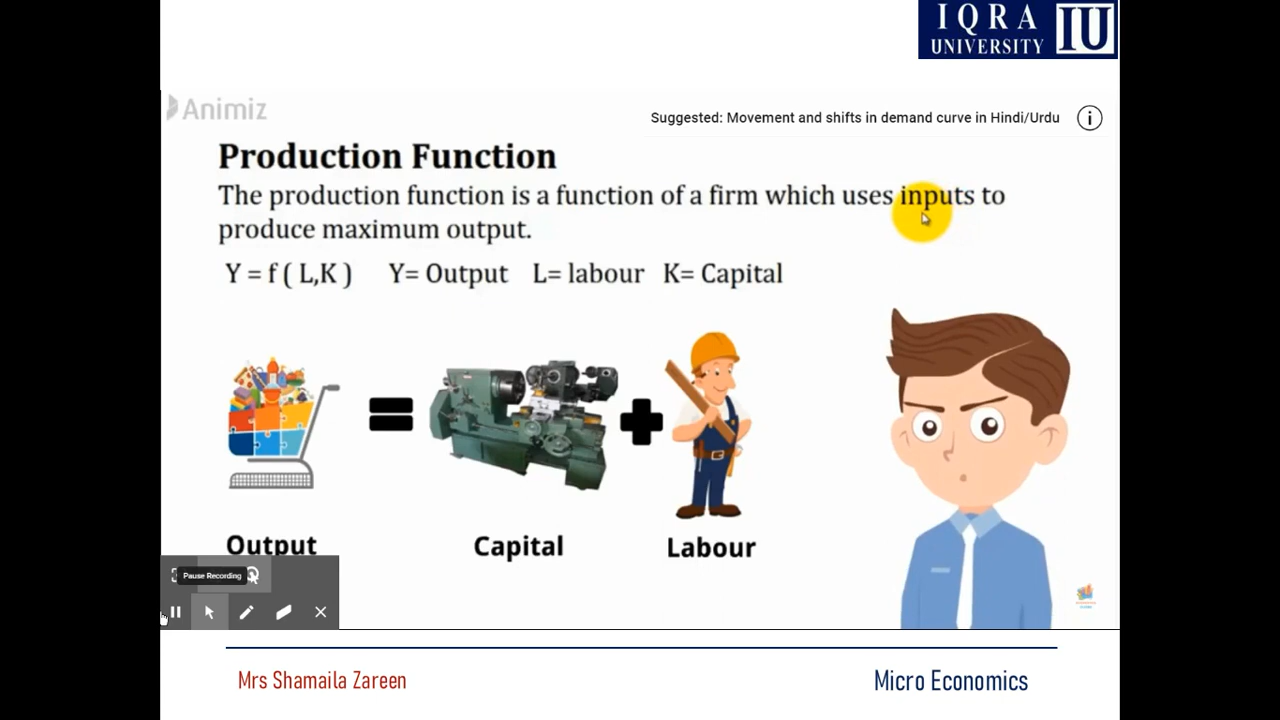 IQRA
UNIVERSITY IU
Animiz
Suggested: Movement and shifts in demand curve in Hindi/Urdu
Production Function
The production function is a function of a firm which uses inputs to
produce maximum output.
Y = f ( L,K ) Y= Output L= labour K= Capital
Output
Capital
Labour
Pause Recording
Mrs Shamaila Zareen
Micro Economics